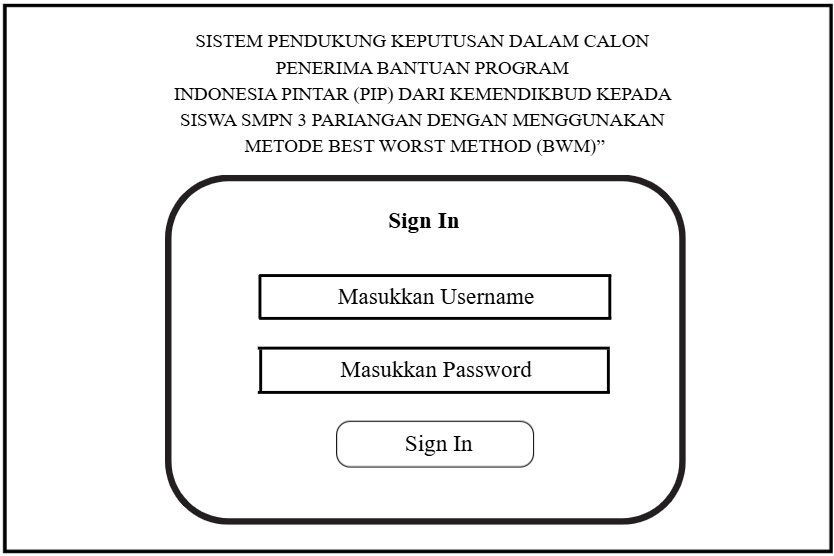 SISTEM PENDUKUNG KEPUTUSAN DALAM CALON
PENERIMA BANTUAN PROGRAM
INDONESIA PINTAR (PIP) DARI KEMENDIKBUD KEPADA
SISWA SMPN 3 PARIANGAN DENGAN MENGGUNAKAN
METODE BEST WORST METHOD (BWM)”
Sign In
Masukkan Username
Masukkan Password
Sign In